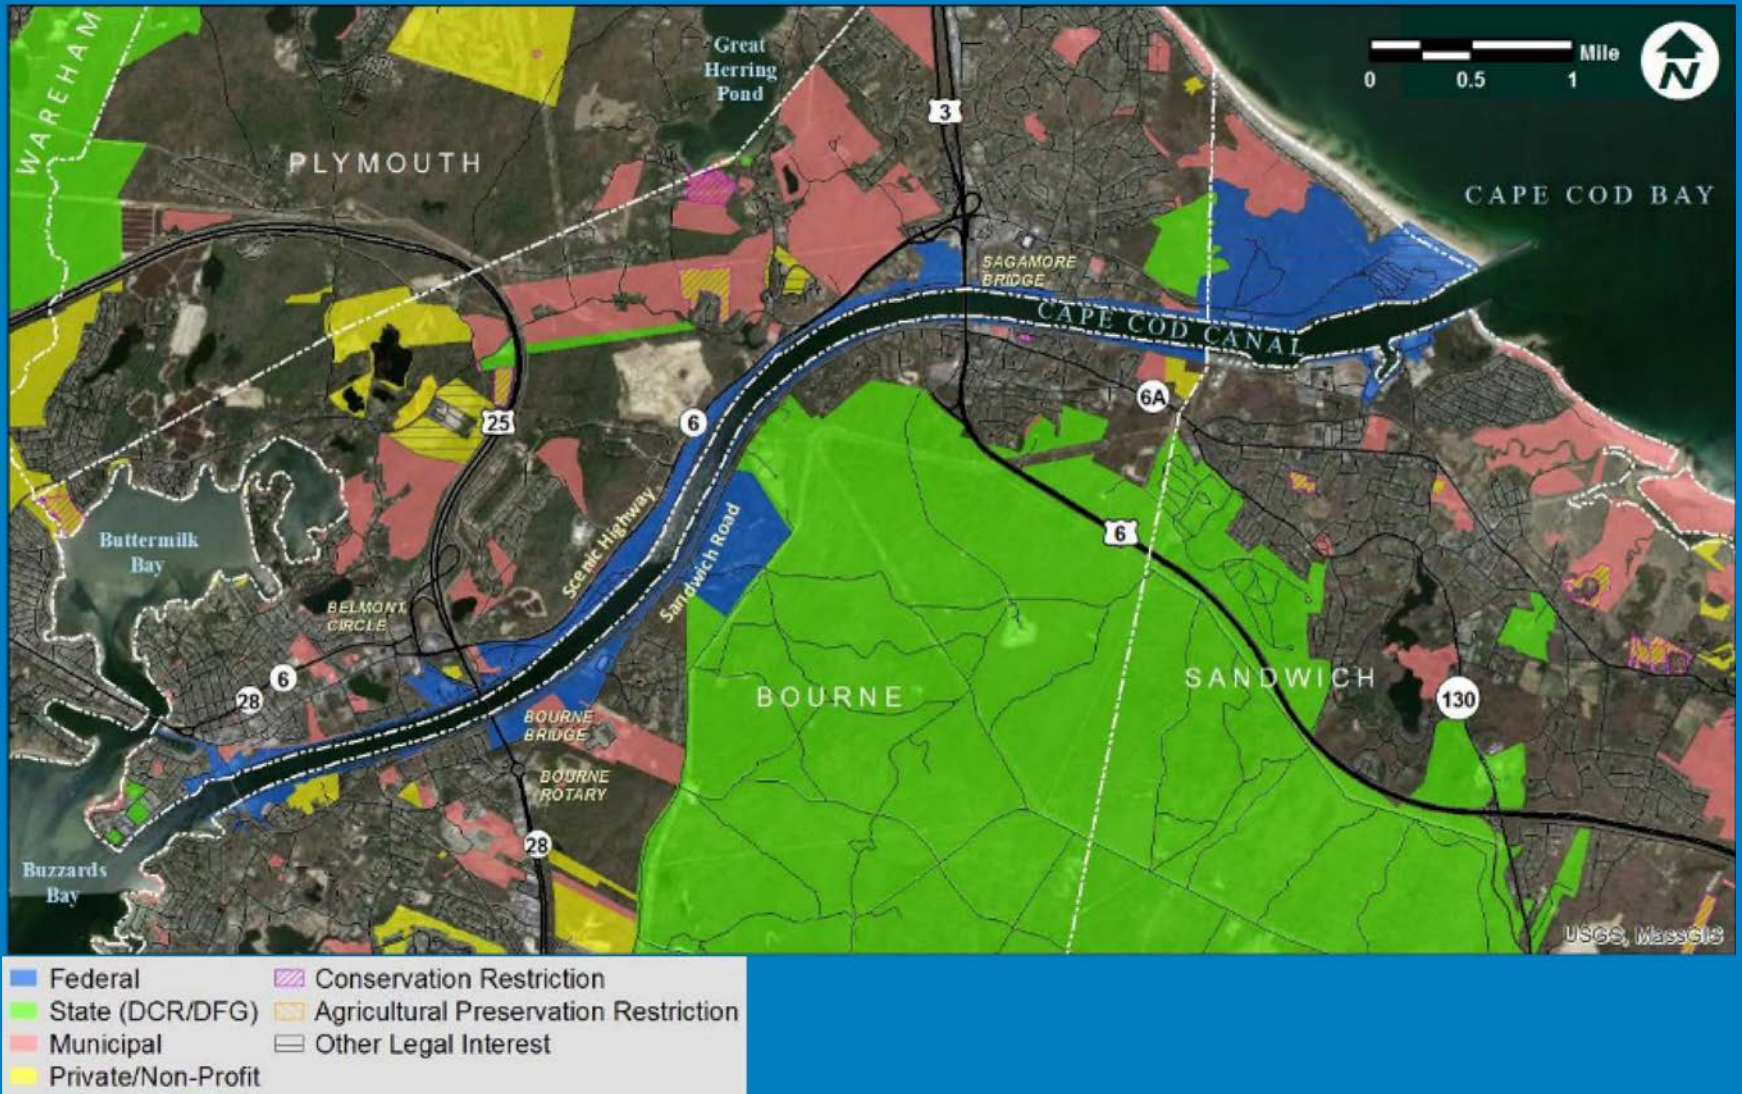 WAREHAM
PLYMOUTH
Great
Herring
Pond
3
Mile
0
0.5
1
N
CAPE COD BAY
SAGAMORE
BRIDGE
CAPE COD CANAL
25
6
6A
Scenic Highway
Sandwich Road
6
Buttermilk
Bay
BELMONT
CIRCLE
6
28
BOURNE
SANDWICH
130
BOURNE
BRIDGE
BOURNE
ROTARY
28
Buzzards
Bay
USGS, MassGIS
Federal
State (DCR/DFG)
Municipal
Private/Non-Profit
Conservation Restriction
Agricultural Preservation Restriction
Other Legal Interest